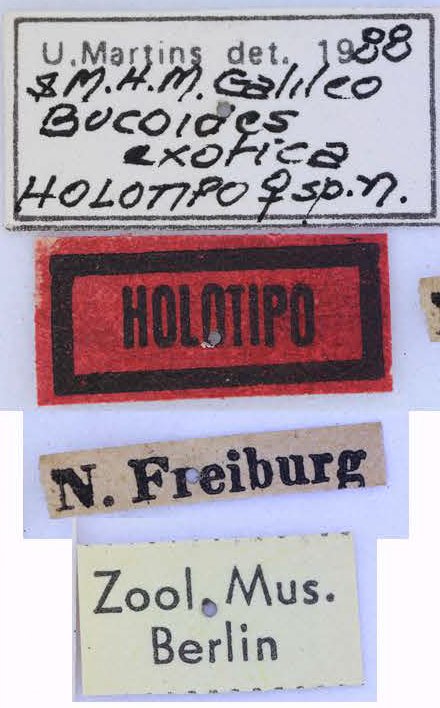 U. Martins det. 1988
& M.H.M. Galileo
Bucoides
exotica
HOLOTIPO ♀ sp. n.
HOLOTIPO
N. Freiburg
Zool. Mus.
Berlin